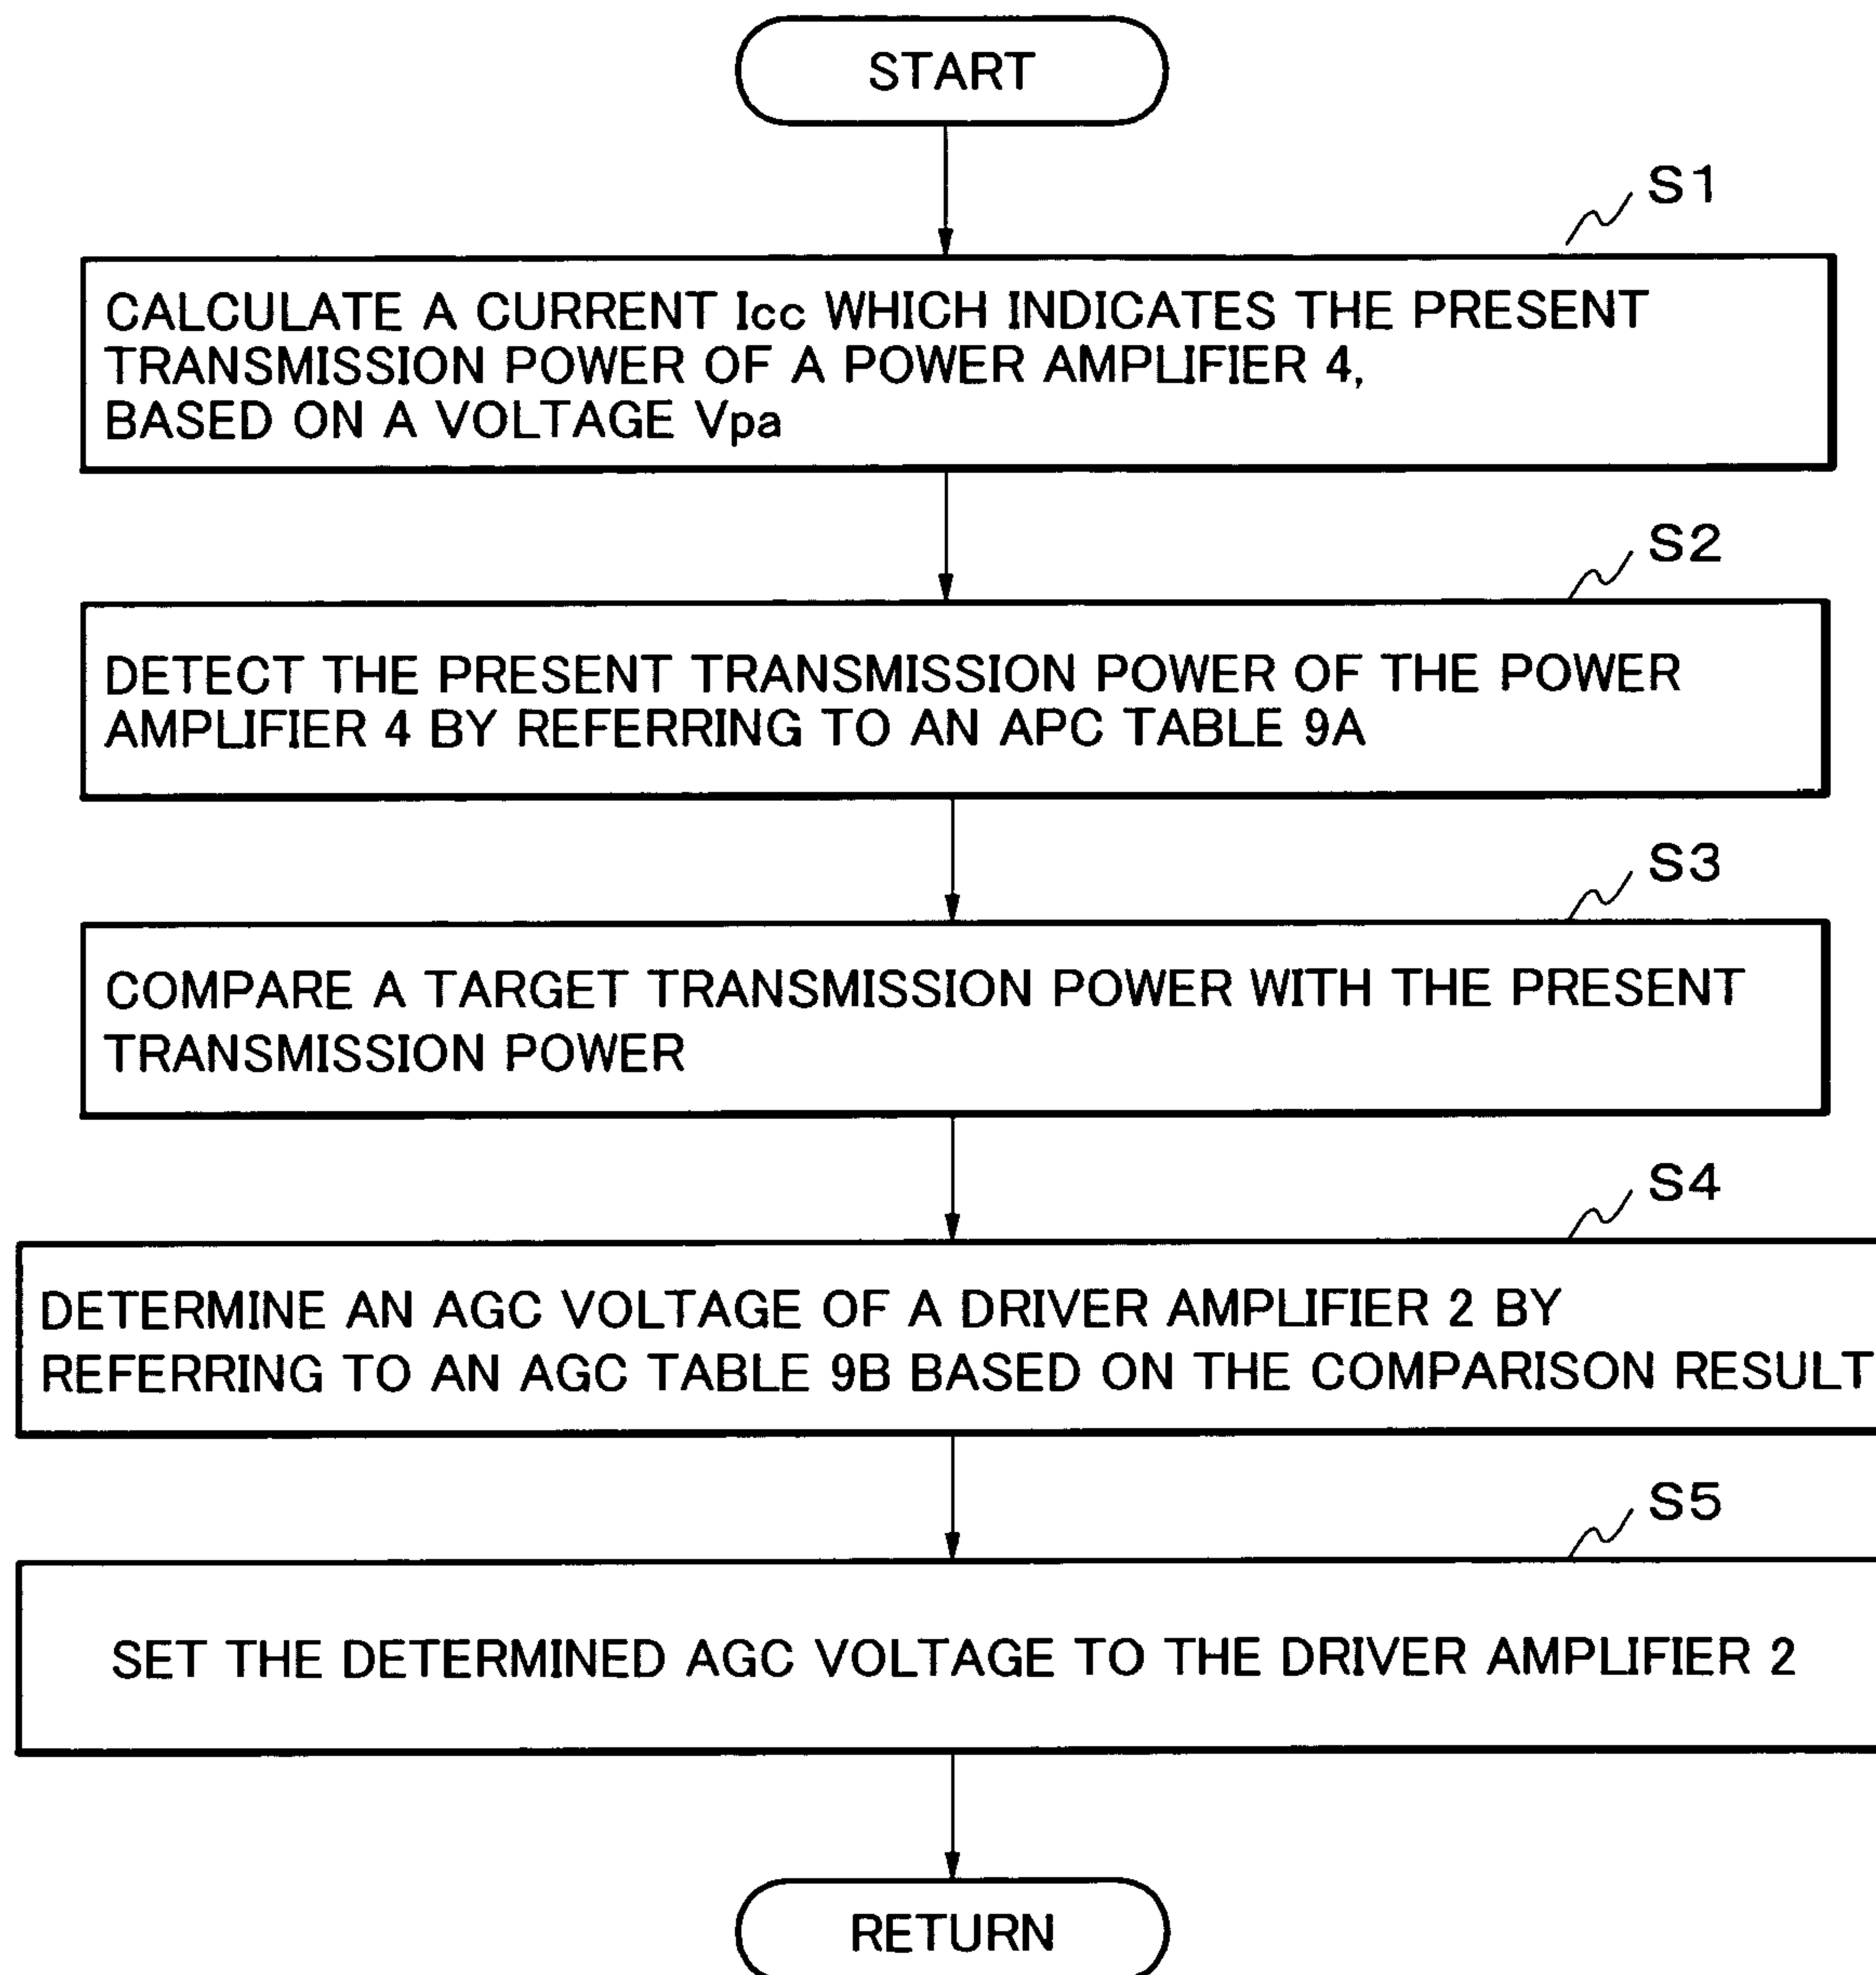 START
S1
CALCULATE A CURRENT Icc WHICH INDICATES THE PRESENT
TRANSMISSION POWER OF A POWER AMPLIFIER 4,
BASED ON A VOLTAGE Vpa
S2
DETECT THE PRESENT TRANSMISSION POWER OF THE POWER
AMPLIFIER 4 BY REFERRING TO AN APC TABLE 9A
S3
COMPARE A TARGET TRANSMISSION POWER WITH THE PRESENT
TRANSMISSION POWER
S4
DETERMINE AN AGC VOLTAGE OF A DRIVER AMPLIFIER 2 BY
REFERRING TO AN AGC TABLE 9B BASED ON THE COMPARISON RESULT
S5
SET THE DETERMINED AGC VOLTAGE TO THE DRIVER AMPLIFIER 2
RETURN